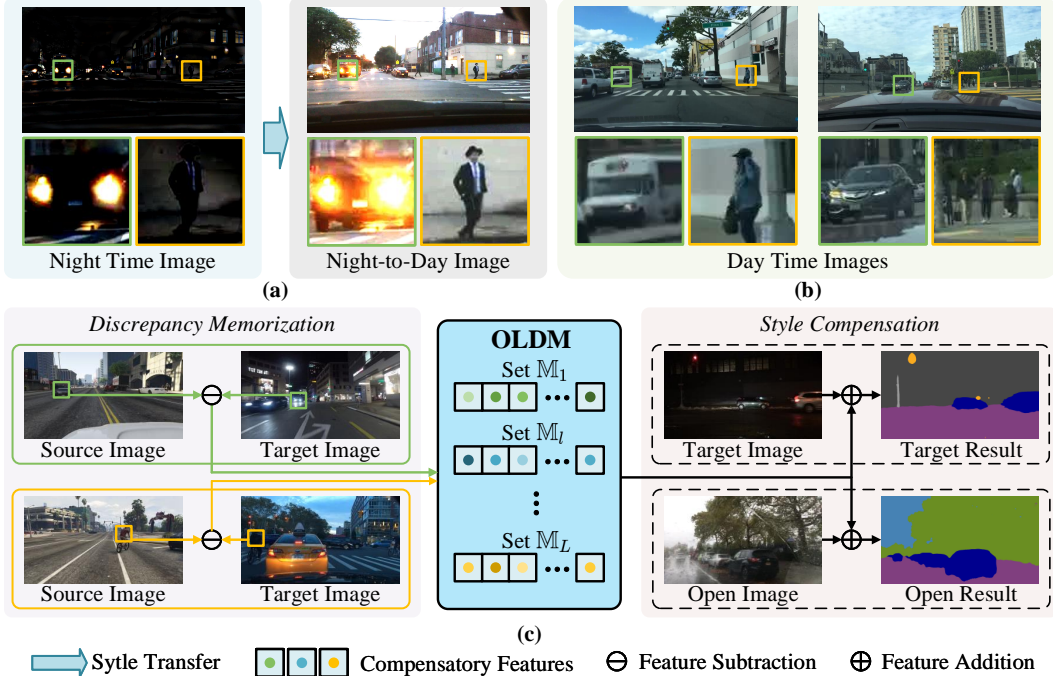 Night Time Image
Night-to-Day Image
Day Time Images
(a)
(b)
Discrepancy Memorization
OLDM
Style Compensation
Set 𝕄1
Source Image
Target Image
Set 𝕄l
Target Image
Target Result
Set 𝕄L
Source Image
Target Image
Open Image
Open Result
(c)
Sytle Transfer
Compensatory Features
Feature Subtraction
Feature Addition